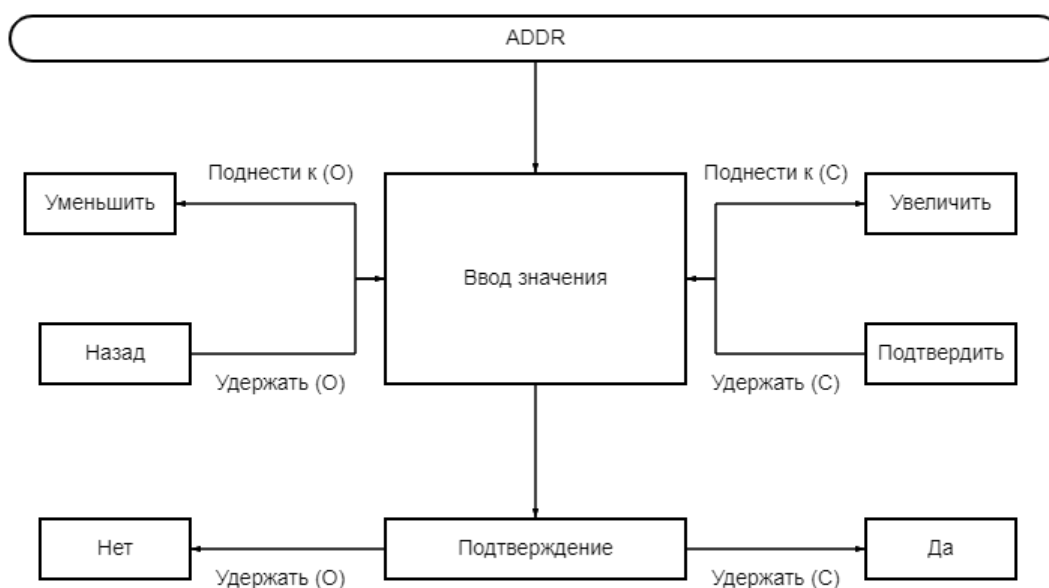 ADDR
Поднести к (О)
Поднести к (С)
Уменьшить
Увеличить
Ввод значения
Назад
Подтвердить
Удержать (О)
Удержать (С)
Нет
Подтверждение
Да
Удержать (О)
Удержать (С)